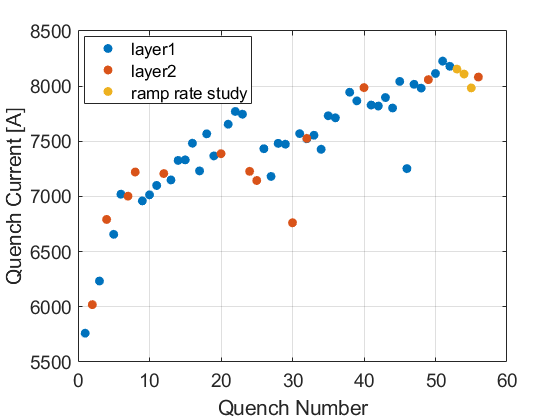 8500
8000
7500
7000
6500
6000
5500
Quench Current [A]
layer1
layer2
ramp rate study
0 10 20 30 40 50 60
Quench Number